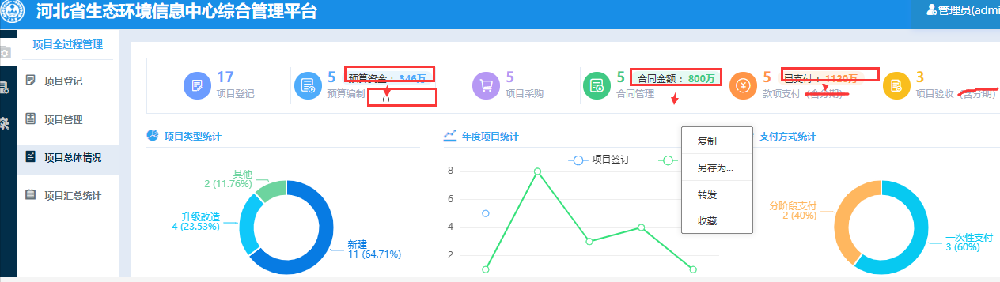 河北省生态环境信息中心综合管理平台
管理员(admi
项目全过程管理
项目登记
项目管理
项目总体情况
项目汇总统计
17
项目登记
5 预算资金： 346万
预算编制
()
5
项目采购
5 合同金额： 800万
合同管理
5 已支付： 1120万
款项支付 (含分期)
3
项目验收 (含分期)
项目类型统计
其他
2 (11.76%)
升级改造
4 (23.53%)
新建
11 (64.71%)
年度项目统计
项目签订
8
6
4
2
复制
另存为...
转发
收藏
支付方式统计
分阶段支付
2 (40%)
一次性支付
3 (60%)